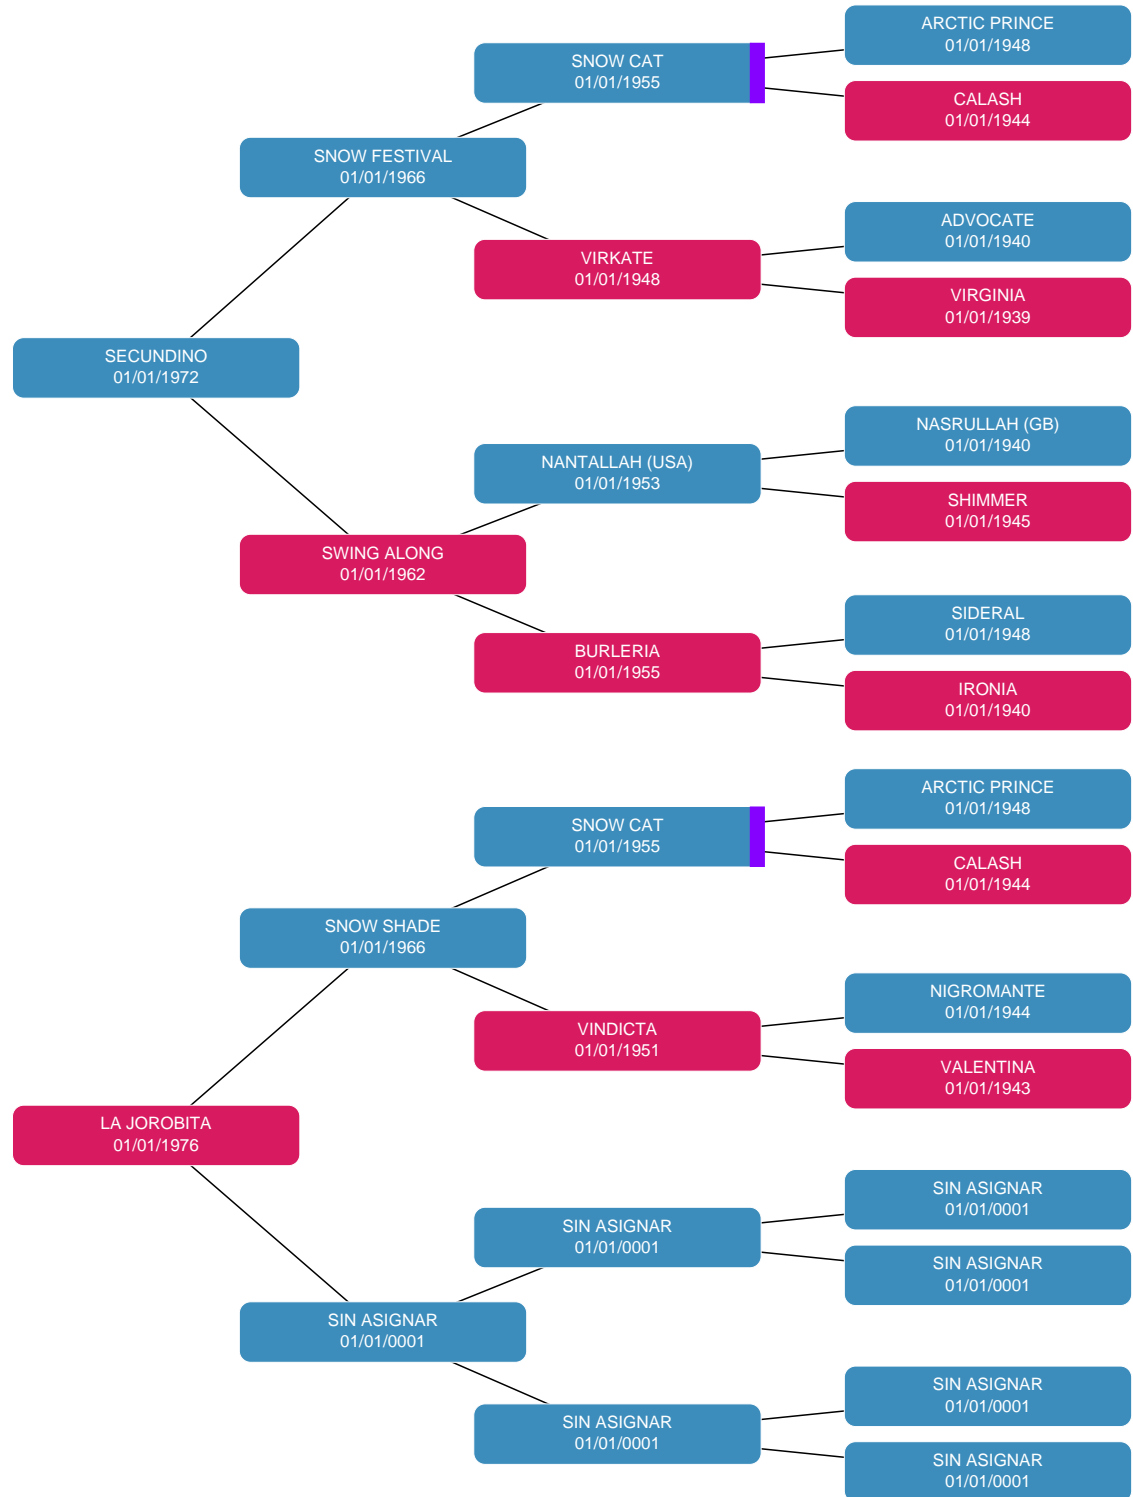 ARCTIC PRINCE
01/01/1948
SNOW CAT
01/01/1955
CALASH
01/01/1944
SNOW FESTIVAL
01/01/1966
ADVOCATE
01/01/1940
VIRKATE
01/01/1948
VIRGINIA
01/01/1939
SECUNDINO
01/01/1972
NASRULLAH (GB)
01/01/1940
NANTALLAH (USA)
01/01/1953
SHIMMER
01/01/1945
SWING ALONG
01/01/1962
SIDERAL
01/01/1948
BURLERIA
01/01/1955
IRONIA
01/01/1940
ARCTIC PRINCE
01/01/1948
SNOW CAT
01/01/1955
CALASH
01/01/1944
SNOW SHADE
01/01/1966
NIGROMANTE
01/01/1944
VINDICTA
01/01/1951
VALENTINA
01/01/1943
LA JOROBITA
01/01/1976
SIN ASIGNAR
01/01/0001
SIN ASIGNAR
01/01/0001
SIN ASIGNAR
01/01/0001
SIN ASIGNAR
01/01/0001
SIN ASIGNAR
01/01/0001
SIN ASIGNAR
01/01/0001
SIN ASIGNAR
01/01/0001